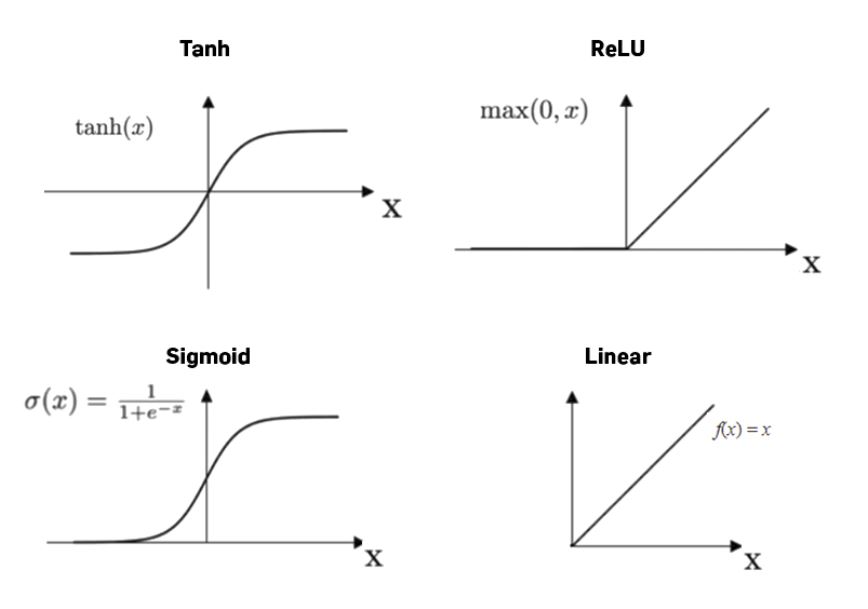 Tanh
tanh(x)
X
ReLU
max(0, x)
X
Sigmoid
σ(x) = 1/(1+e^−x)
X
Linear
f(x) = x
X